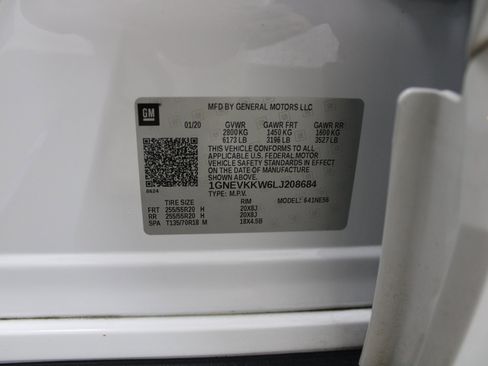 GM
MFD BY GENERAL MOTORS LLC
01/20 GVWR GAWR FRT GAWR RR
2800 KG 1450 KG 1600 KG
6173 LB 3196 LB 3527 LB
THIS VEHICLE CONFORMS TO ALL
APPLICABLE U.S. FEDERAL MOTOR
VEHICLE SAFETY STANDARDS IN EFFECT
ON THE DATE OF MANUFACTURE
SHOWN ABOVE.
1GNEVKKW6LJ208684
0624 TYPE: M.P.V.
TIRE SIZE RIM MODEL: 641NE56
FRT 255/55R20 H 20X8J
RR 255/55R20 H 20X8J
SPA T135/70R18 M 18X4.5B